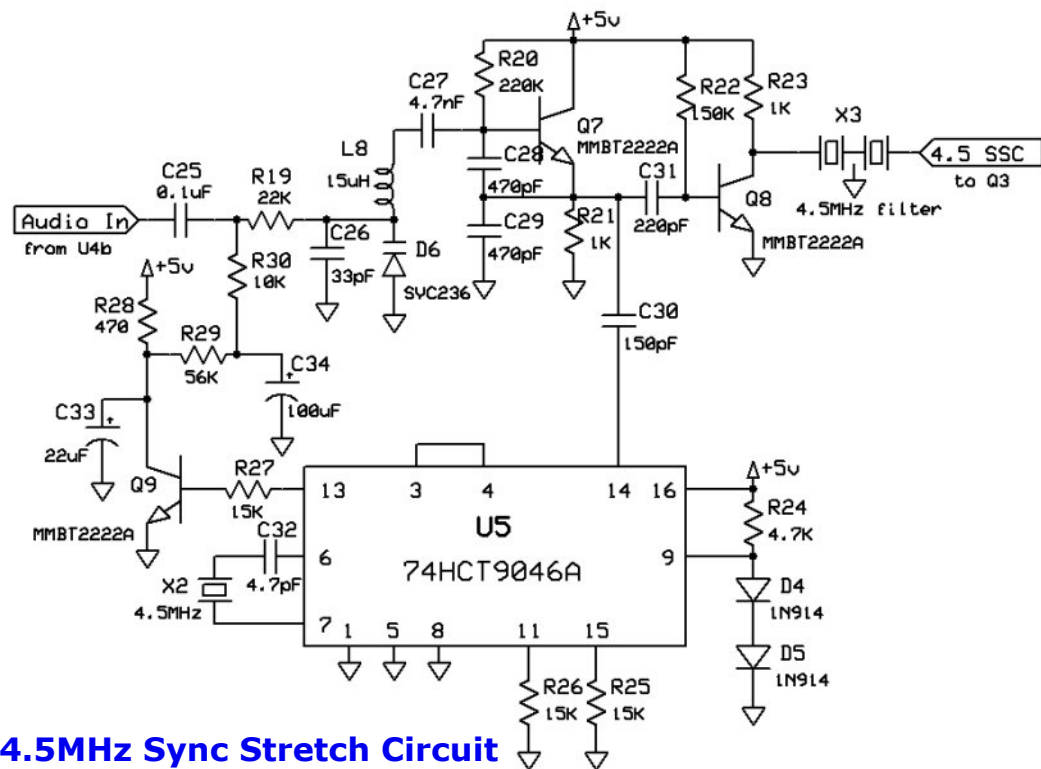 +5v
R20
220K
C27
4.7nF
R22
150K
R23
1K
X3
Q7
MMBT2222A
L8
15uH
C28
470pF
C31
220pF
4.5 SSC
to Q3
4.5MHz filter
Q8
MMBT2222A
C25
0.1uF
R19
22K
Audio In
from U4b
C26
33pF
D6
SVC236
C29
470pF
R21
1K
+5v
R30
10K
R28
470
R29
56K
C34
100uF
C30
150pF
C33
22uF
Q9
MMBT2222A
R27
15K
13
3
4
14
16
+5v
R24
4.7K
U5
74HCT9046A
C32
4.7pF
6
9
X2
4.5MHz
7
1
5
8
11
15
D4
1N914
D5
1N914
R26
15K
R25
15K
4.5MHz Sync Stretch Circuit